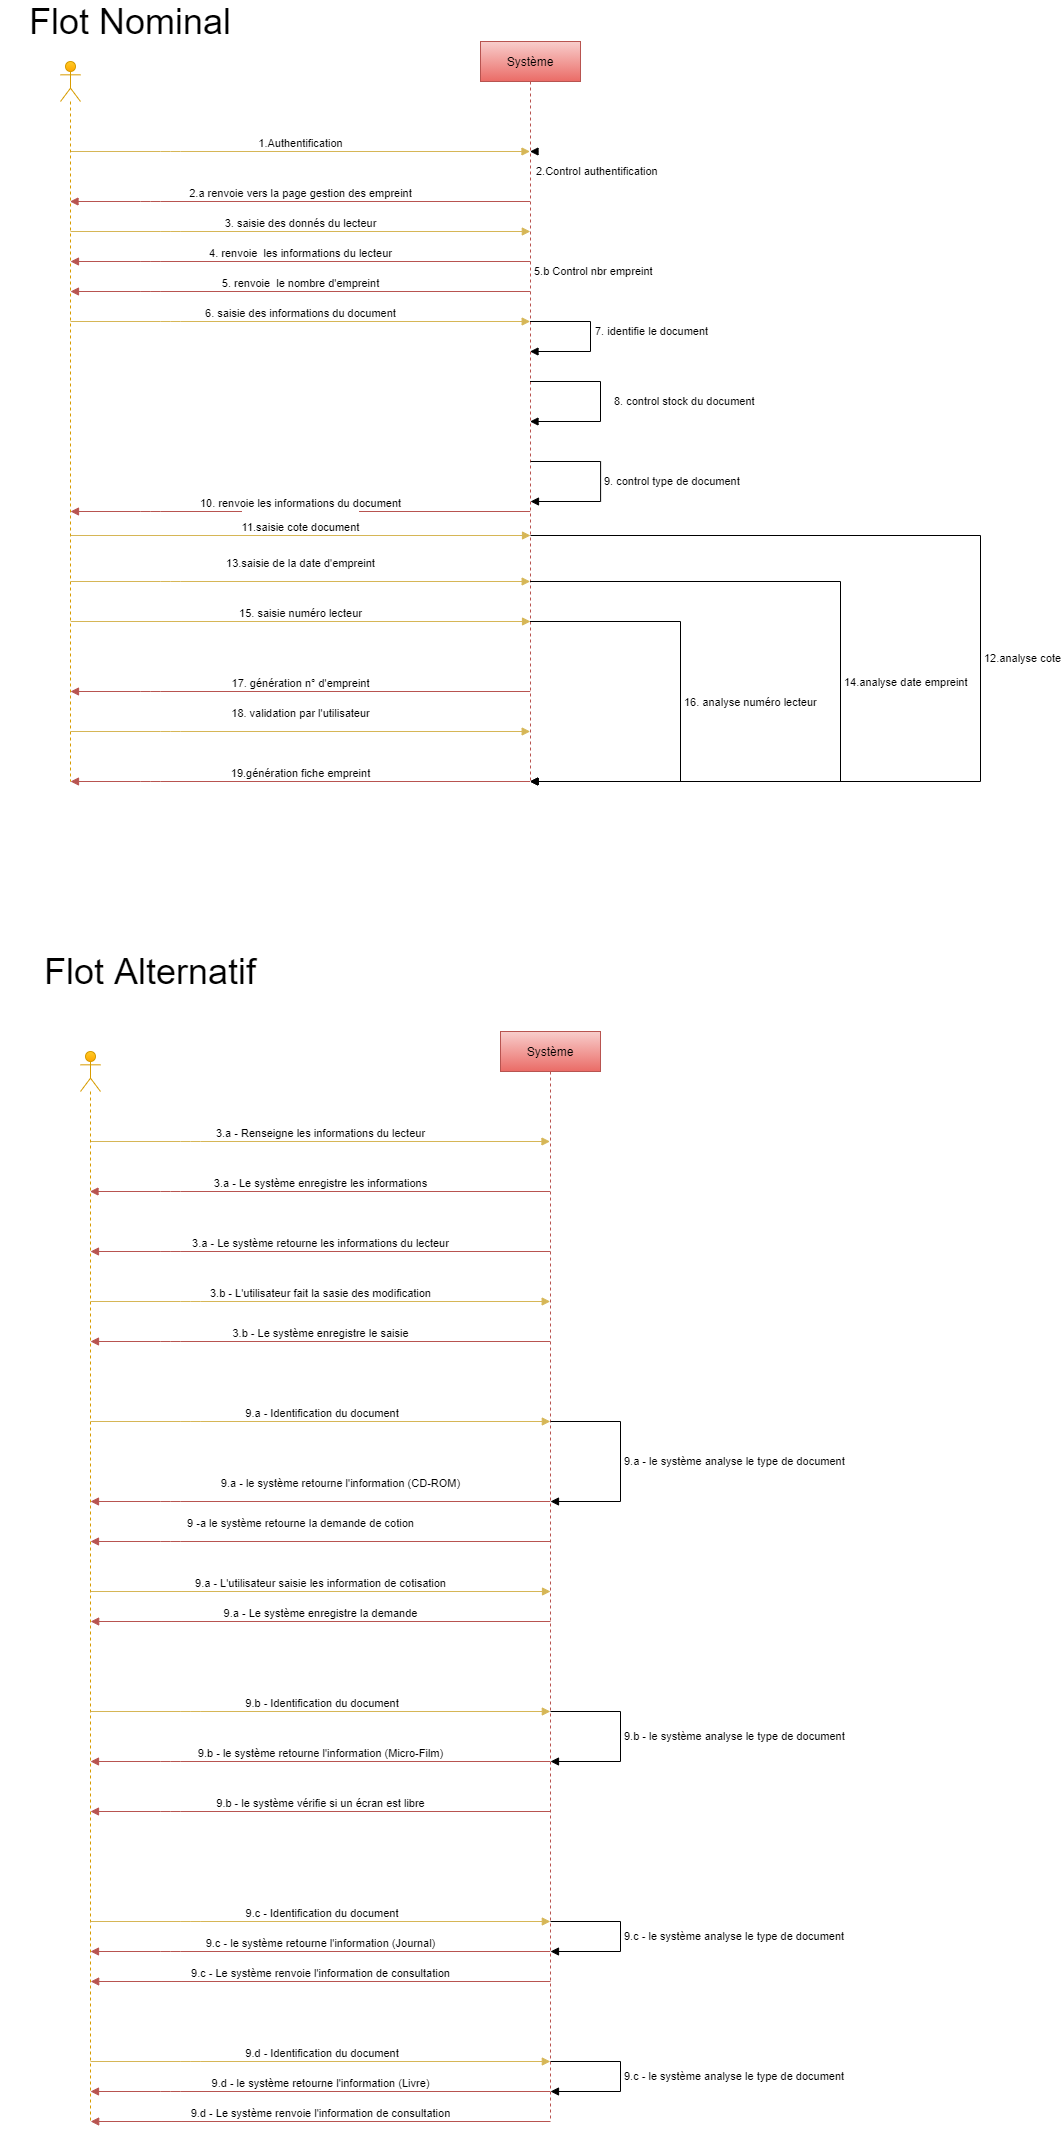 Flot Nominal
Système
1.Authentification
2.Control authentification
2.a renvoie vers la page gestion des empreint
3. saisie des donnés du lecteur
4. renvoie les informations du lecteur
5.b Control nbr empreint
5. renvoie le nombre d'empreint
6. saisie des informations du document
7. identifie le document
8. control stock du document
9. control type de document
10. renvoie les informations du document
11.saisie cote document
13.saisie de la date d'empreint
15. saisie numéro lecteur
12.analyse cote
17. génération n° d'empreint
14.analyse date empreint
16. analyse numéro lecteur
18. validation par l'utilisateur
19.génération fiche empreint
Flot Alternatif
Système
3.a - Renseigne les informations du lecteur
3.a - Le système enregistre les informations
3.a - Le système retourne les informations du lecteur
3.b - L'utilisateur fait la sasie des modification
3.b - Le système enregistre le saisie
9.a - Identification du document
9.a - le système analyse le type de document
9.a - le système retourne l'information (CD-ROM)
9 -a le système retourne la demande de cotion
9.a - L'utilisateur saisie les information de cotisation
9.a - Le système enregistre la demande
9.b - Identification du document
9.b - le système analyse le type de document
9.b - le système retourne l'information (Micro-Film)
9.b - le système vérifie si un écran est libre
9.c - Identification du document
9.c - le système analyse le type de document
9.c - le système retourne l'information (Journal)
9.c - Le système renvoie l'information de consultation
9.d - Identification du document
9.c - le système analyse le type de document
9.d - le système retourne l'information (Livre)
9.d - Le système renvoie l'information de consultation